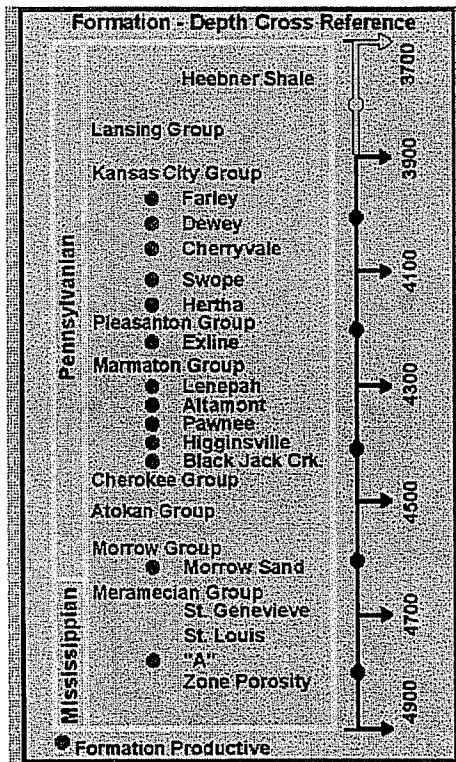 Formation - Depth Cross Reference
Heebner Shale
Lansing Group
Kansas City Group
Farley
Dewey
Cherryvale
Swope
Hertha
Pleasanton Group
Exline
Marmaton Group
Lenepah
Altamont
Pawnee
Higginsville
Black Jack Crk.
Cherokee Group
Atokan Group
Morrow Group
Morrow Sand
Meramecian Group
St. Genevieve
St. Louis
"A"
Zone Porosity
Pennsylvanian
Mississippian
3700
3900
4100
4300
4500
4700
4900
Formation Productive